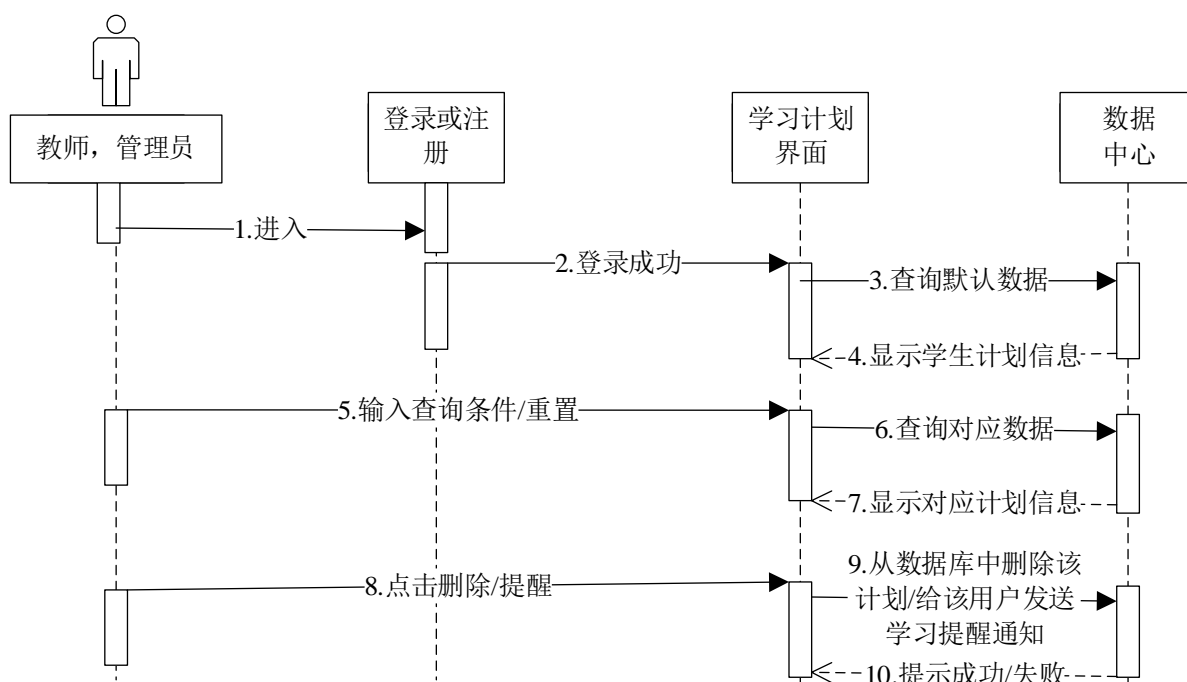 教师，管理员
登录或注
册
学习计划
界面
数据
中心
1.进入
2.登录成功
3.查询默认数据
4.显示学生计划信息
5.输入查询条件/重置
6.查询对应数据
7.显示对应计划信息
8.点击删除/提醒
9.从数据库中删除该
计划/给该用户发送
学习提醒通知
10.提示成功/失败